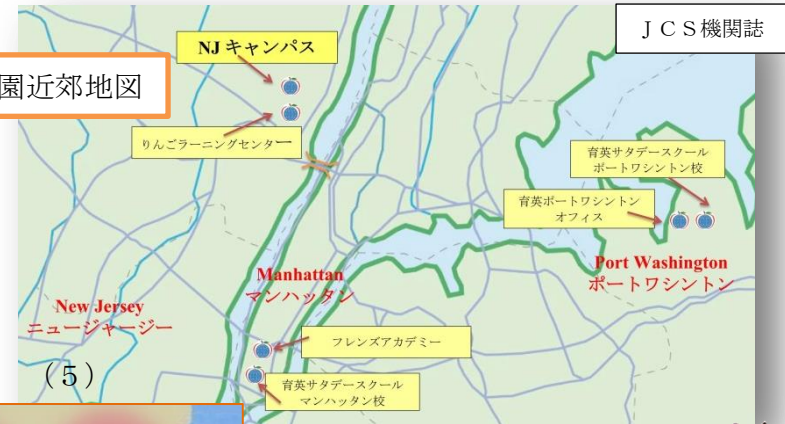 JCS機関誌
園近郊地図
NJ キャンパス
りんごラーニングセンター
育英サタデースクール
ポートワシントン校
育英ポートワシントン
オフィス
Port Washington
ポートワシントン
Manhattan
マンハッタン
New Jersey
ニュージャージー
フレンズアカデミー
(5)
育英サタデースクール
マンハッタン校